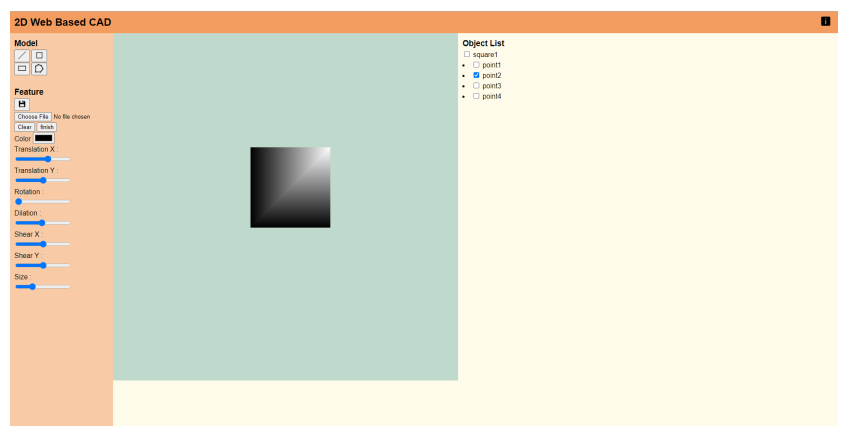 2D Web Based CAD
i
Model
Feature
Choose File No file chosen
Clear finish
Color
Translation X :
Translation Y :
Rotation :
Dilation :
Shear X :
Shear Y :
Size :
Object List
square1
point1
point2
point3
point4